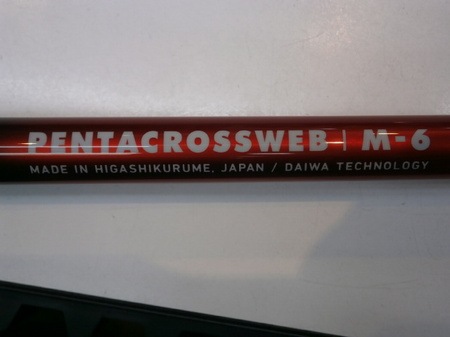 PENTACROSSWEB | M-6
MADE IN HIGASHIKURUME, JAPAN / DAIWA TECHNOLOGY